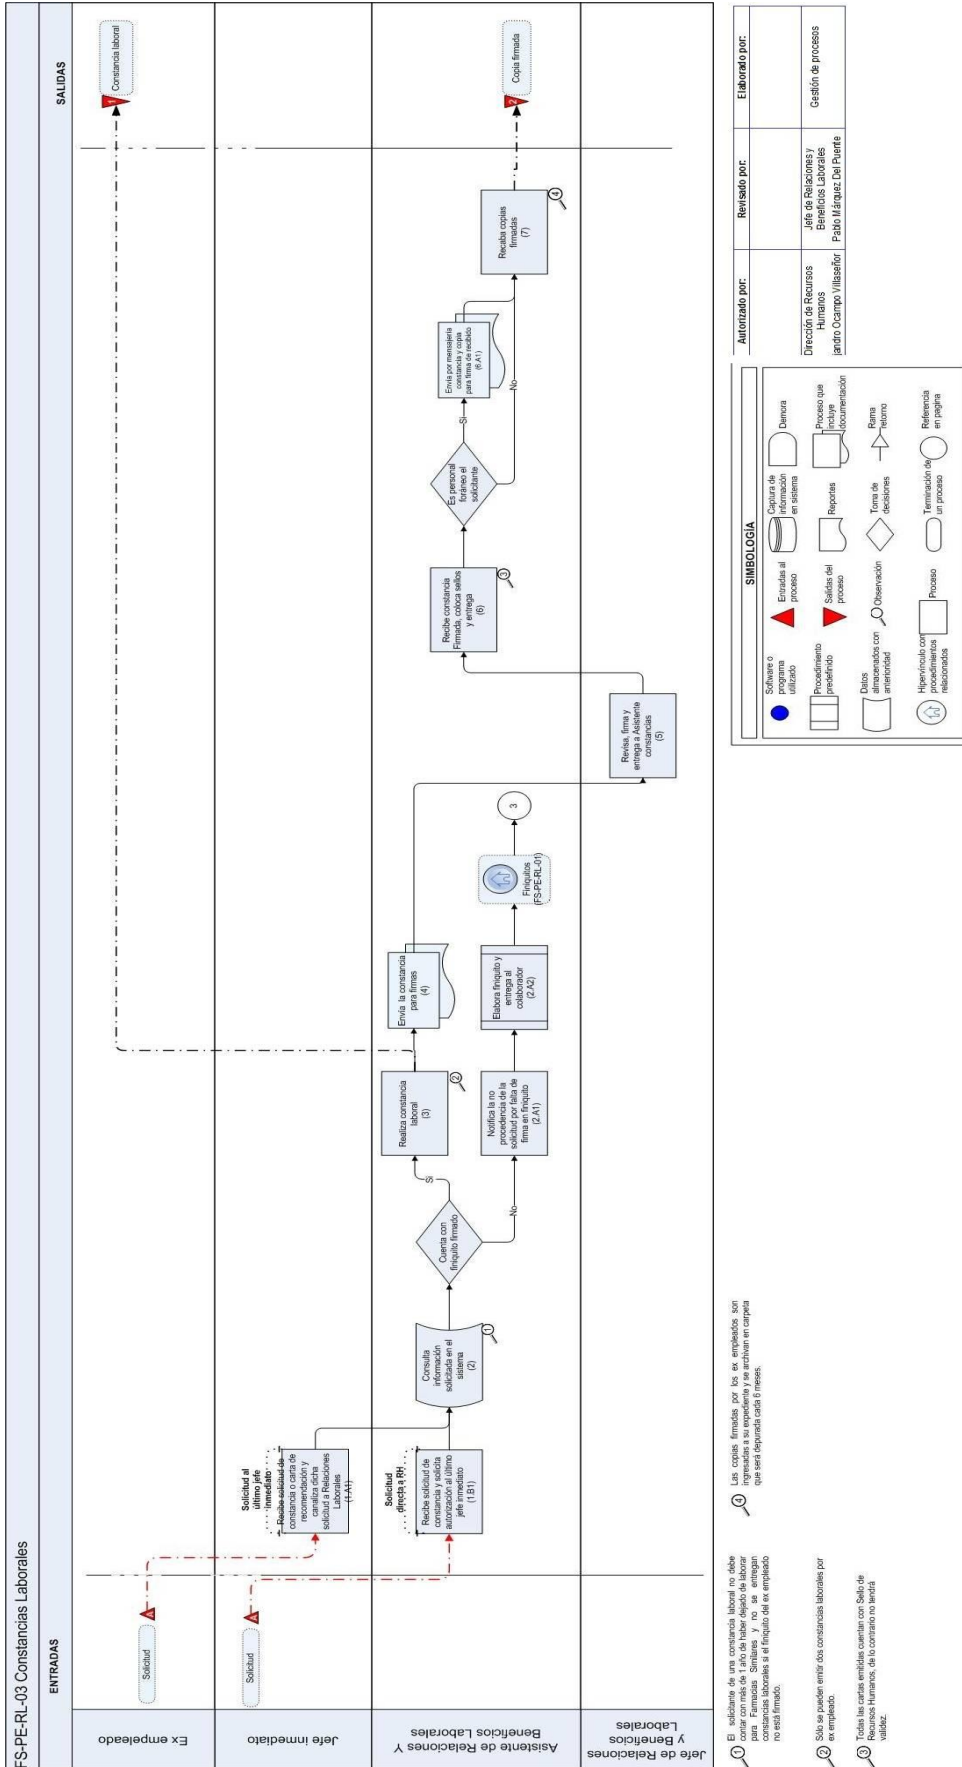 FS-PE-RL-03 Constancias Laborales
ENTRADAS
SALIDAS
Ex empleado
Jefe inmediato
Asistente de Relaciones Y
Beneficios Laborales
Jefe de Relaciones
y Beneficios
Laborales
Solicitud
A
Solicitud
A
Solicitud al
último jefe
inmediato
Recibe solicitud de
constancia o carta de
recomendación y
canaliza dicha
solicitud a Relaciones
Laborales
(1.A1)
Solicitud
directa a RH
Recibe solicitud de
constancia y solicita
autorización al último
jefe inmediato
(1.B1)
Consulta
información
solicitada en el
sistema
(2)
1
Cuenta con
finiquito firmado
Si
No
Realiza constancia
laboral
(3)
2
Notifica la no
procedencia de la
solicitud por falta de
firma en finiquito
(2.A1)
Envía la constancia
para firmas
(4)
Elabora finiquito y
entrega al
colaborador
(2.A2)
Finiquitos
(FS-PE-RL-01)
3
Revisa, firma y
entrega a Asistente
constancias
(5)
Recibe constancia
Firmada, coloca sellos
y entrega
(6)
3
Es personal
foráneo el
solicitante
Si
No
Envía por mensajería
constancia y copia
para firma de recibido
(6.A1)
Recaba copias
firmadas
(7)
4
1
Constancia laboral
2
Copia firmada
1
El solicitante de una constancia laboral no debe
contar con más de 1 año de haber dejado de laborar
para Farmacias Similares y no se entregan
constancias laborales si el finiquito del ex empleado
no está firmado.
2
Sólo se pueden emitir dos constancias laborales por
ex empleado.
3
Todas las cartas emitidas cuentan con Sello de
Recursos Humanos, de lo contrario no tendrá
validez.
4
Las copias firmadas por los ex empleados son
ingresadas a su expediente y se archivan en carpeta
que será depurada cada 6 meses.
SIMBOLOGÍA
Software o
programa
utilizado
Entradas al
proceso
Captura de
información
en sistema
Demora
Procedimiento
predefinido
Salidas del
proceso
Reportes
Proceso que
incluye
documentación
Datos
almacenados con
anterioridad
Observación
Toma de
decisiones
Rama
retorno
Hipervínculo con
procedimientos
relacionados
Proceso
Terminación de
un proceso
Referencia
en pagina
Autorizado por:
Revisado por:
Elaborado por:
Dirección de Recursos
Humanos
jandro Ocampo Villaseñor
Jefe de Relaciones y
Beneficios Laborales
Pablo Márquez Del Puente
Gestión de procesos